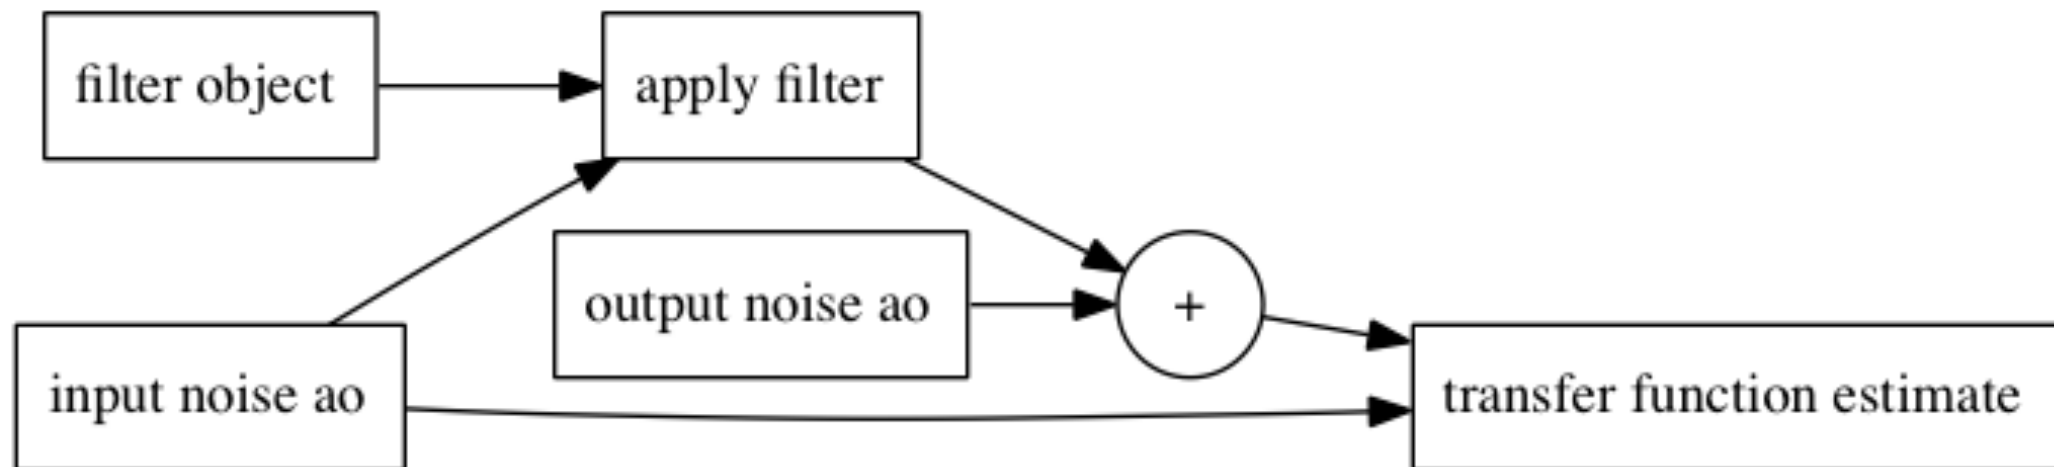 filter object
apply filter
output noise ao
+
input noise ao
transfer function estimate